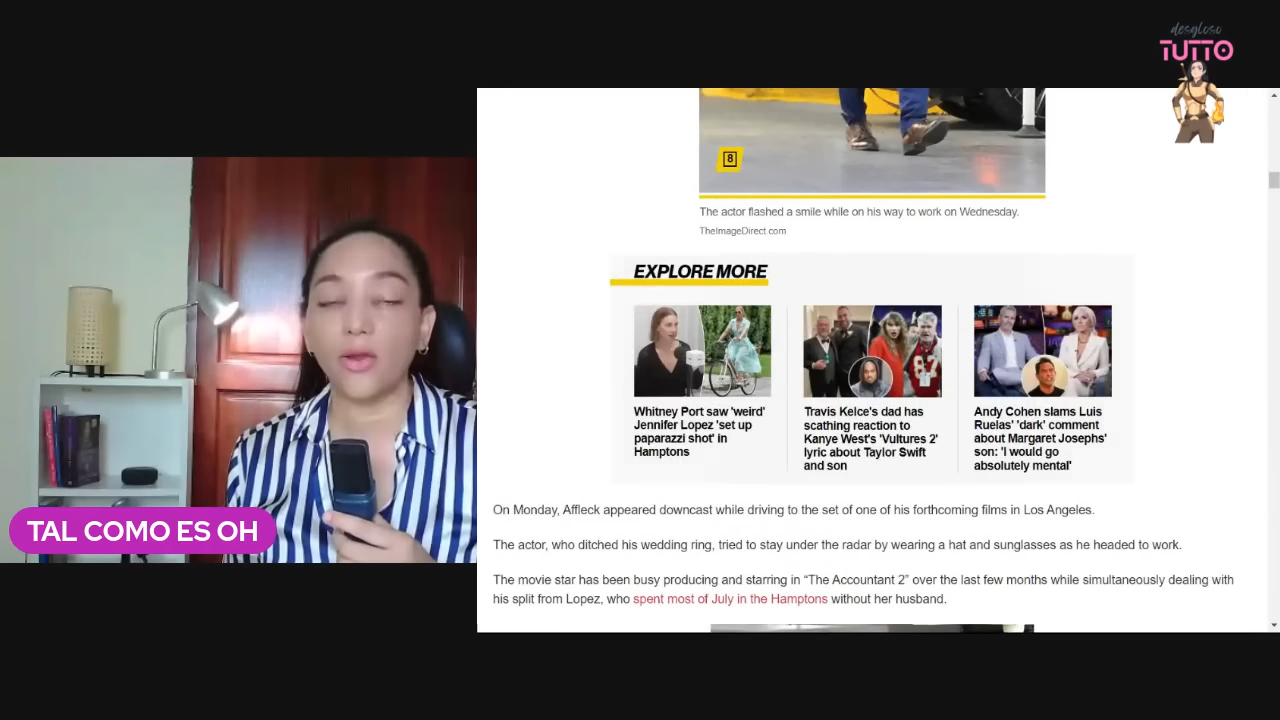 desgloso
TUTTO
8
The actor flashed a smile while on his way to work on Wednesday.
TheImageDirect.com
EXPLORE MORE
Whitney Port saw 'weird'
Jennifer Lopez 'set up
paparazzi shot' in
Hamptons
Travis Kelce's dad has
scathing reaction to
Kanye West's 'Vultures 2'
lyric about Taylor Swift
and son
Andy Cohen slams Luis
Ruelas' 'dark' comment
about Margaret Josephs'
son: 'I would go
absolutely mental'
On Monday, Affleck appeared downcast while driving to the set of one of his forthcoming films in Los Angeles.
The actor, who ditched his wedding ring, tried to stay under the radar by wearing a hat and sunglasses as he headed to work.
The movie star has been busy producing and starring in “The Accountant 2” over the last few months while simultaneously dealing with
his split from Lopez, who spent most of July in the Hamptons without her husband.
TAL COMO ES OH